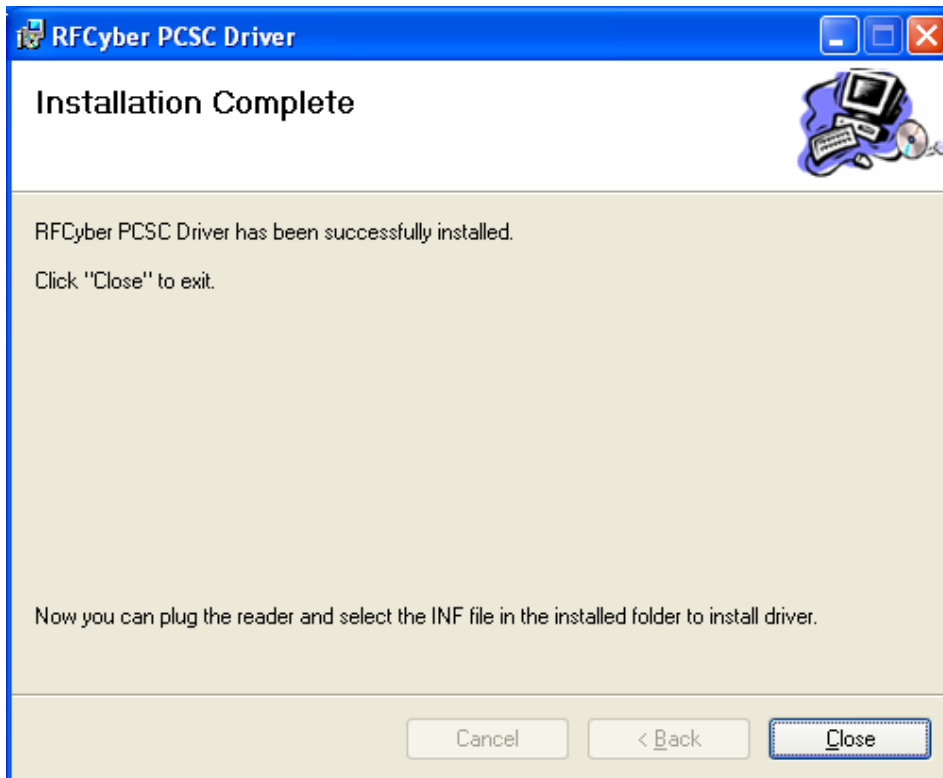 RFCyber PCSC Driver
Installation Complete
RFCyber PCSC Driver has been successfully installed.
Click "Close" to exit.
Now you can plug the reader and select the INF file in the installed folder to install driver.
Cancel
< Back
Close